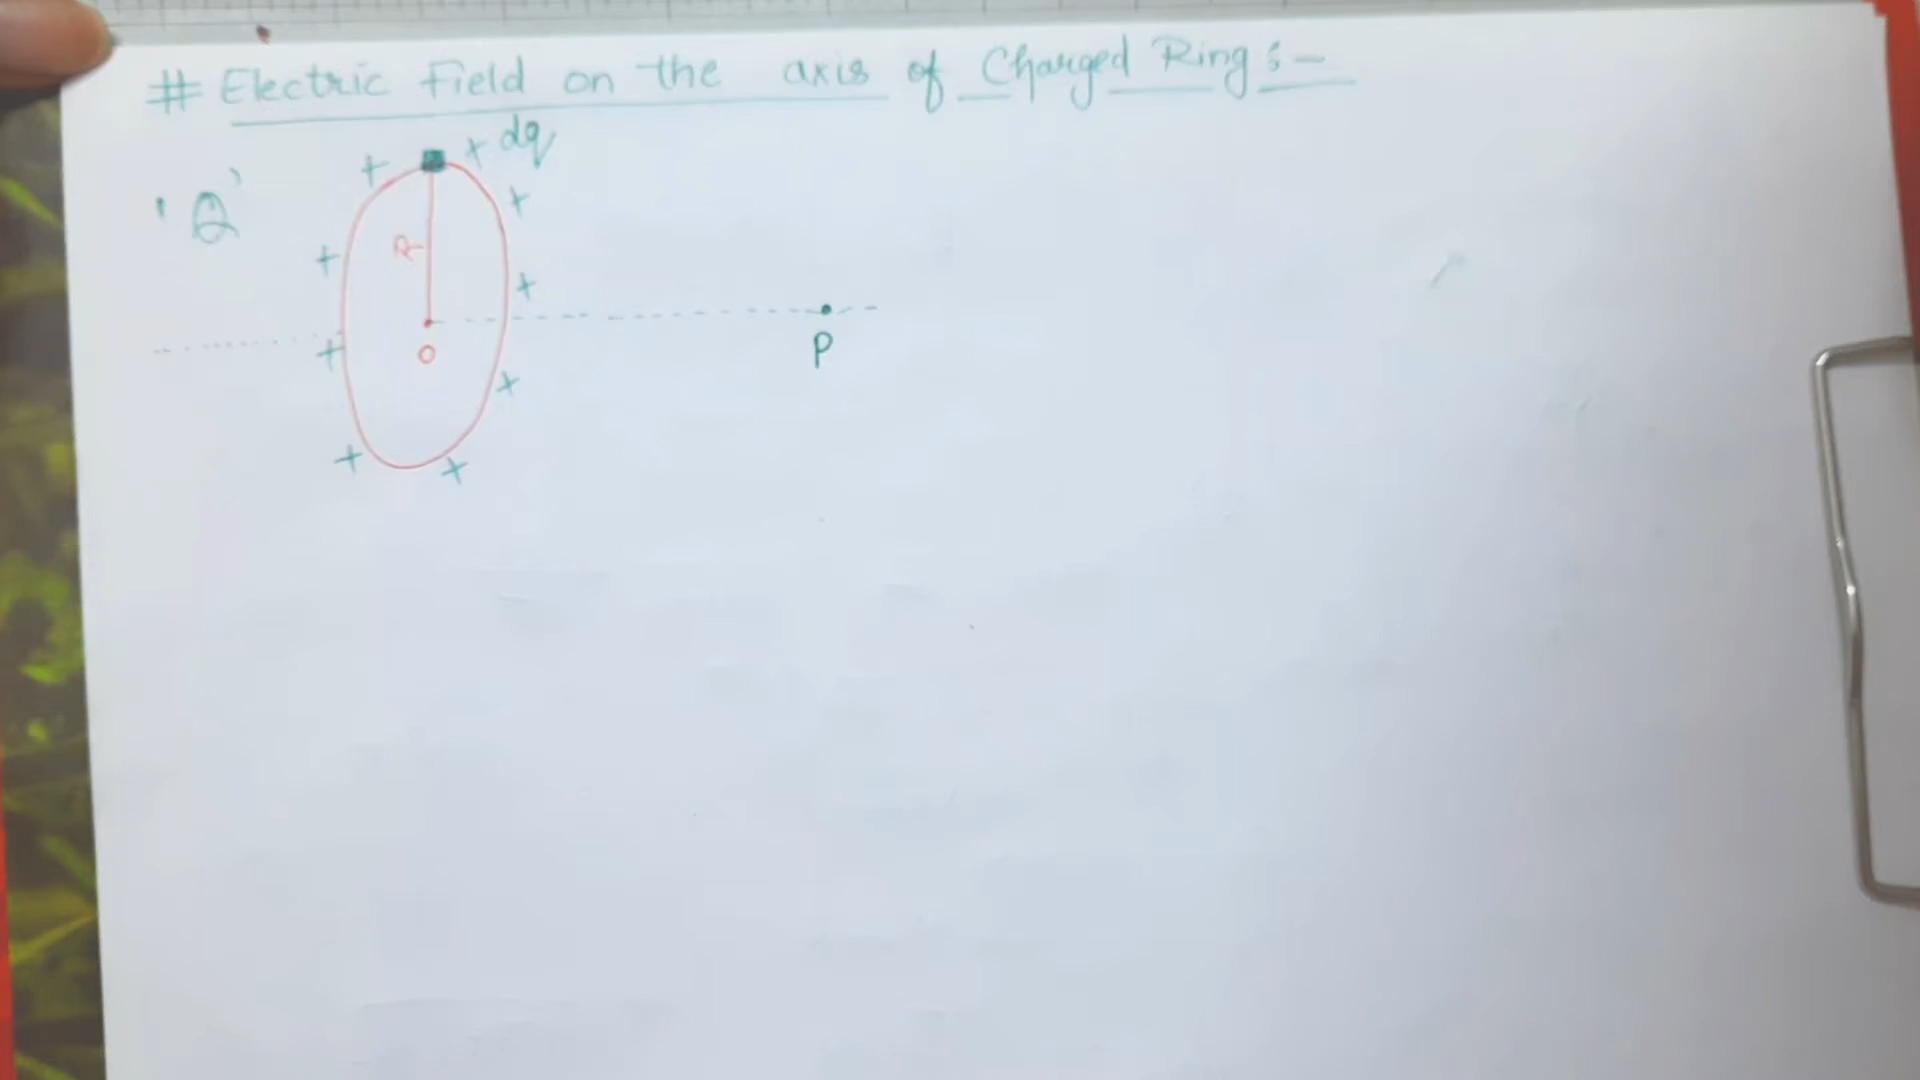 # Electric Field on the axis of Charged Ring :-
+ + dq
'Q'
+
R
+ +
O
P
+ +
+ +